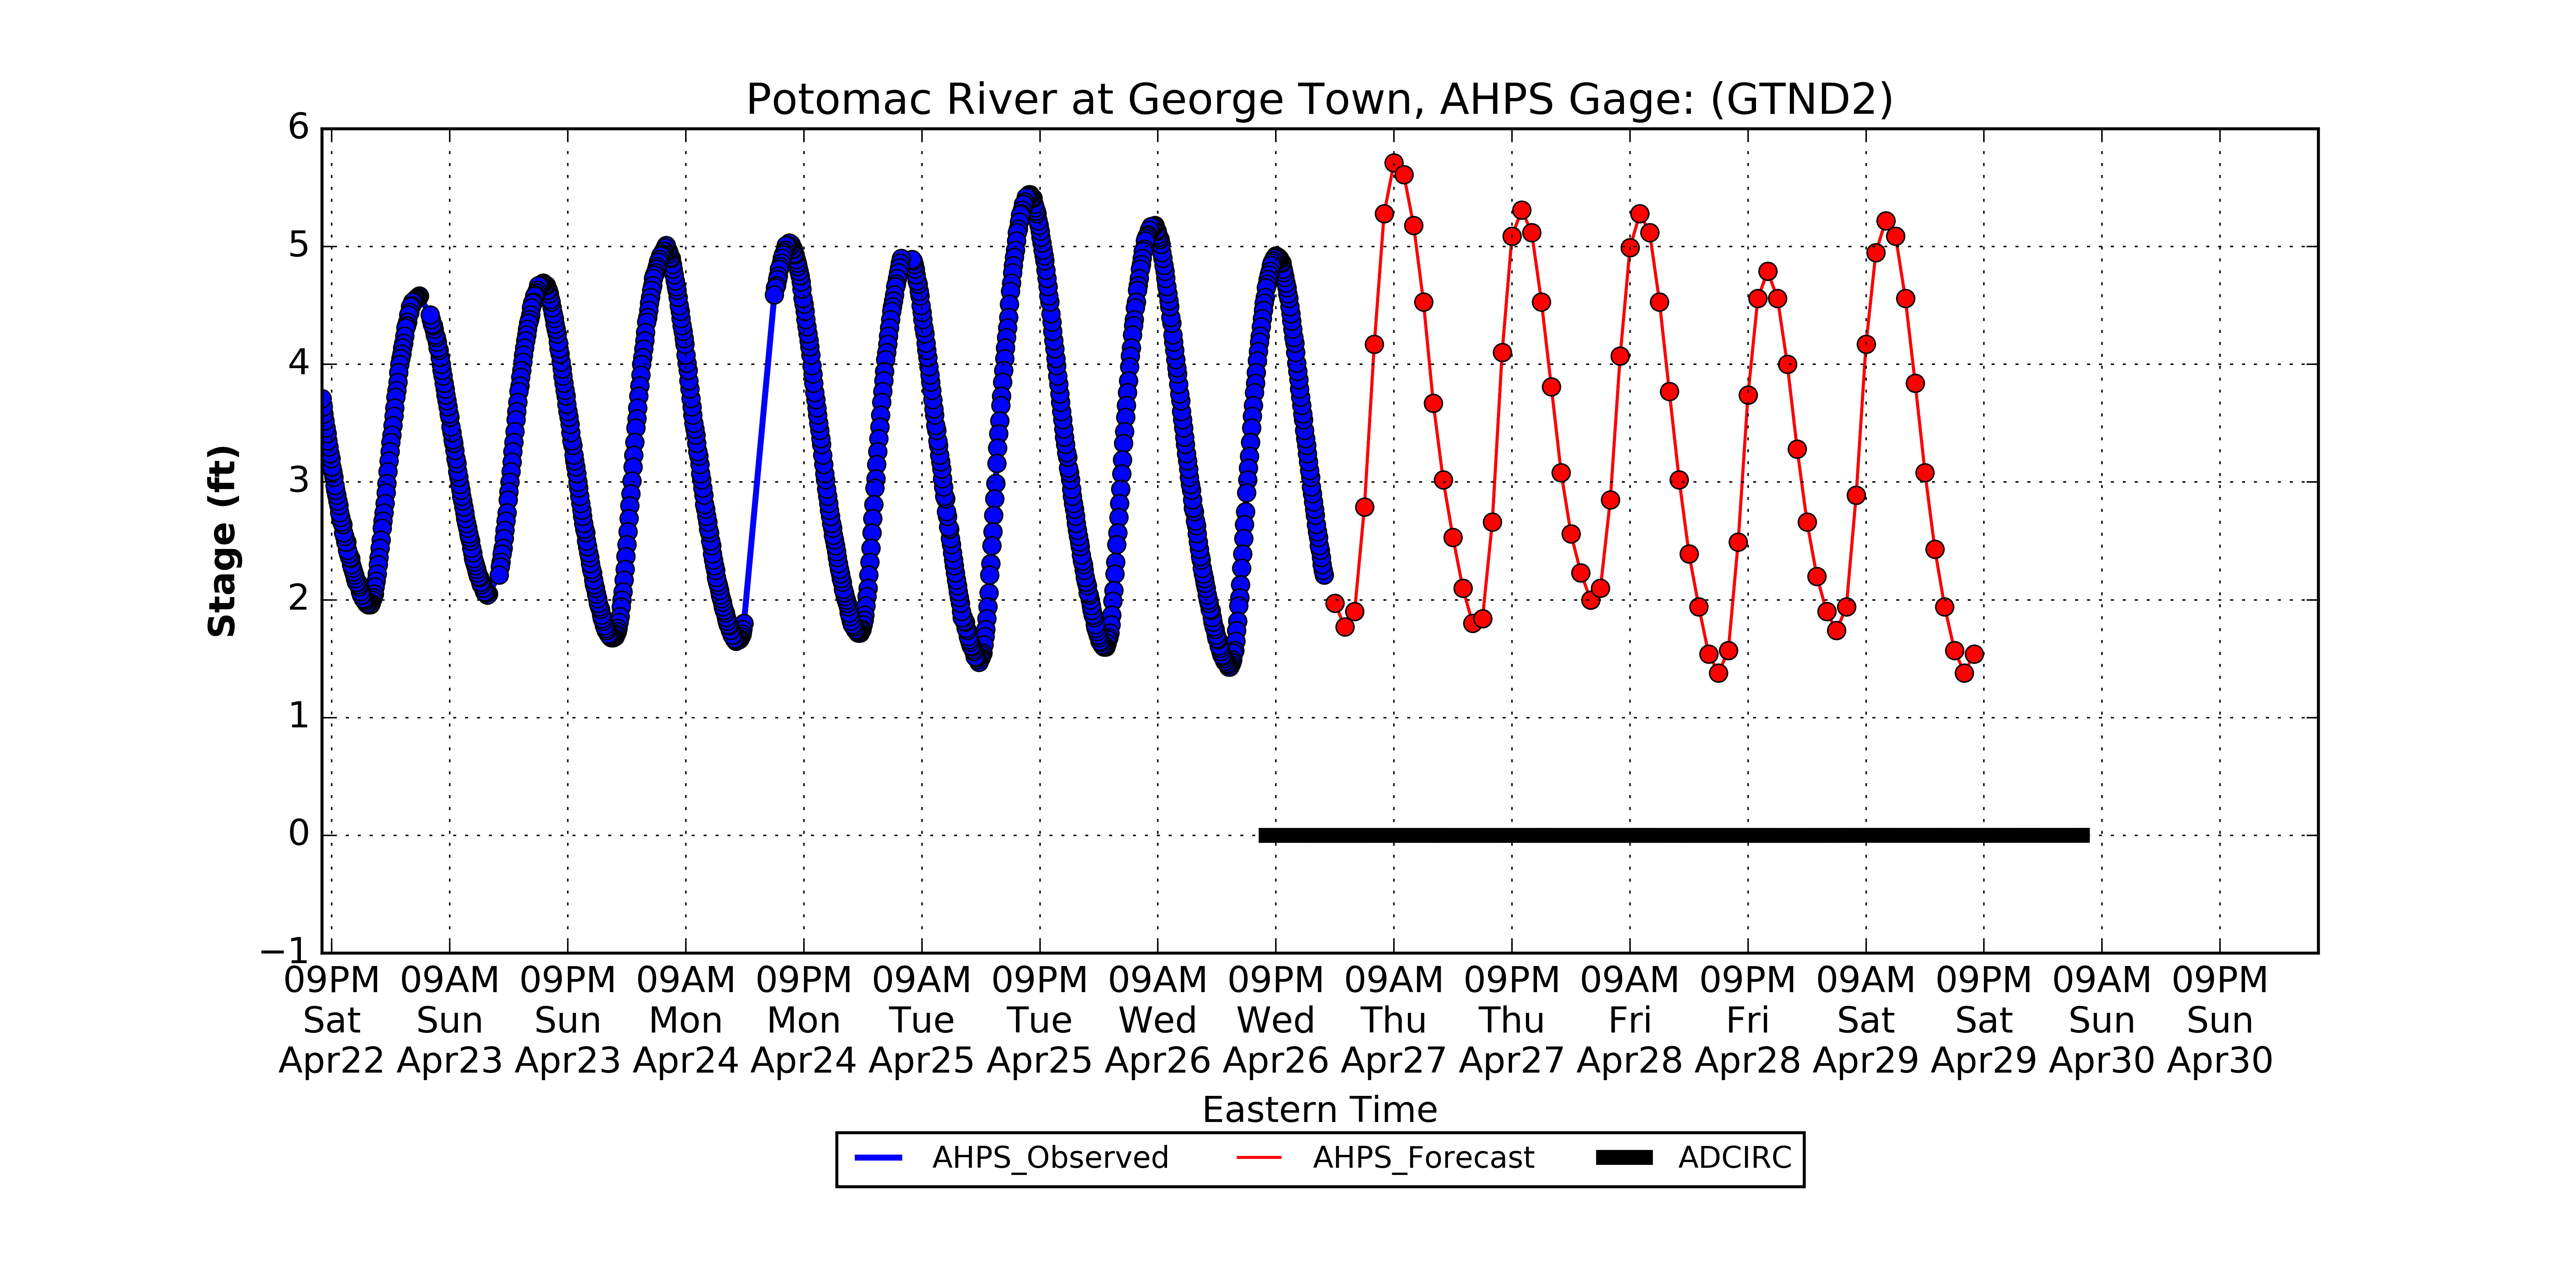 Potomac River at George Town, AHPS Gage: (GTND2)
6
5
4
3
2
1
0
−1
Stage (ft)
09PM 09AM 09PM 09AM 09PM 09AM 09PM 09AM 09PM 09AM 09PM 09AM 09PM 09AM 09PM 09AM 09PM
Sat Sun Sun Mon Mon Tue Tue Wed Wed Thu Thu Fri Fri Sat Sat Sun Sun
Apr22 Apr23 Apr23 Apr24 Apr24 Apr25 Apr25 Apr26 Apr26 Apr27 Apr27 Apr28 Apr28 Apr29 Apr29 Apr30 Apr30
Eastern Time
AHPS_Observed AHPS_Forecast ADCIRC